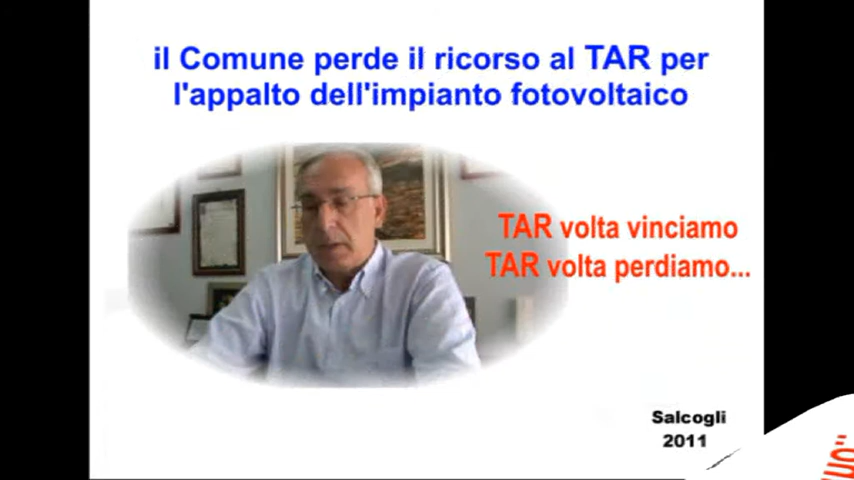 il Comune perde il ricorso al TAR per
l'appalto dell'impianto fotovoltaico
TAR volta vinciamo
TAR volta perdiamo...
Salcogli
2011